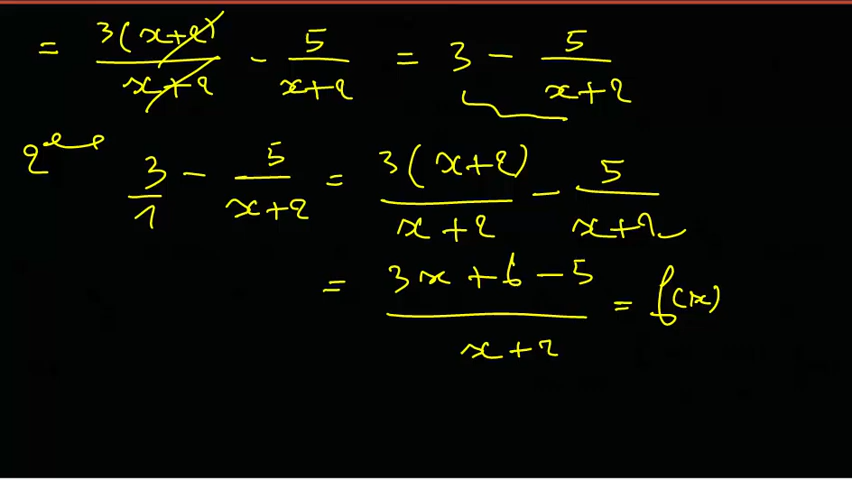 = 3(x+2)/x+2 - 5/x+2 = 3 - 5/x+2
2ème 3/1 - 5/x+2 = 3(x+2)/x+2 - 5/x+2
= 3x+6-5/x+2 = f(x)